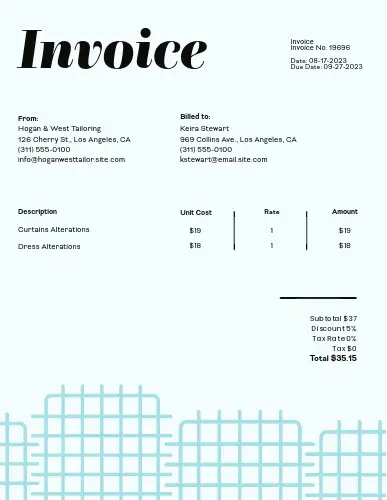 Invoice
Invoice
Invoice No. 19696
Date: 08-17-2023
Due Date: 09-27-2023
From:
Hogan & West Tailoring
126 Cherry St., Los Angeles, CA
(311) 555-0100
info@hoganwesttailor.site.com
Billed to:
Keira Stewart
969 Collins Ave., Los Angeles, CA
(311) 555-0100
kstewart@email.site.com
Description Unit Cost Rate Amount
Curtains Alterations $19 1 $19
Dress Alterations $18 1 $18
Subtotal $37
Discount 5%
Tax Rate 0%
Tax $0
Total $35.15